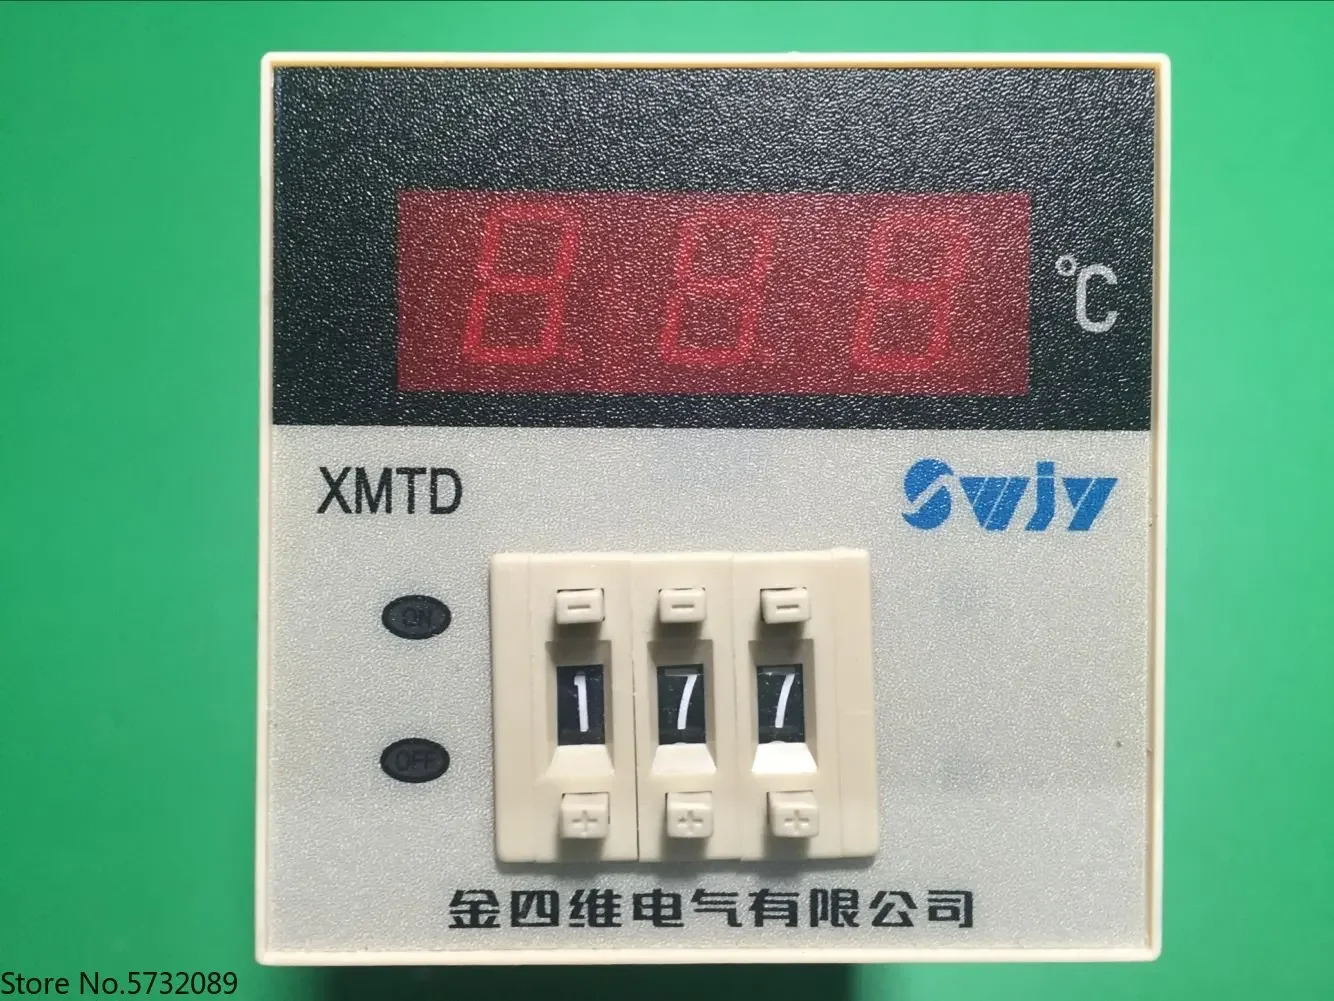 888
°C
XMTD
Swjy
ON
OFF
- - -
1 7 7
+ + +
金四维电气有限公司
Store No.5732089